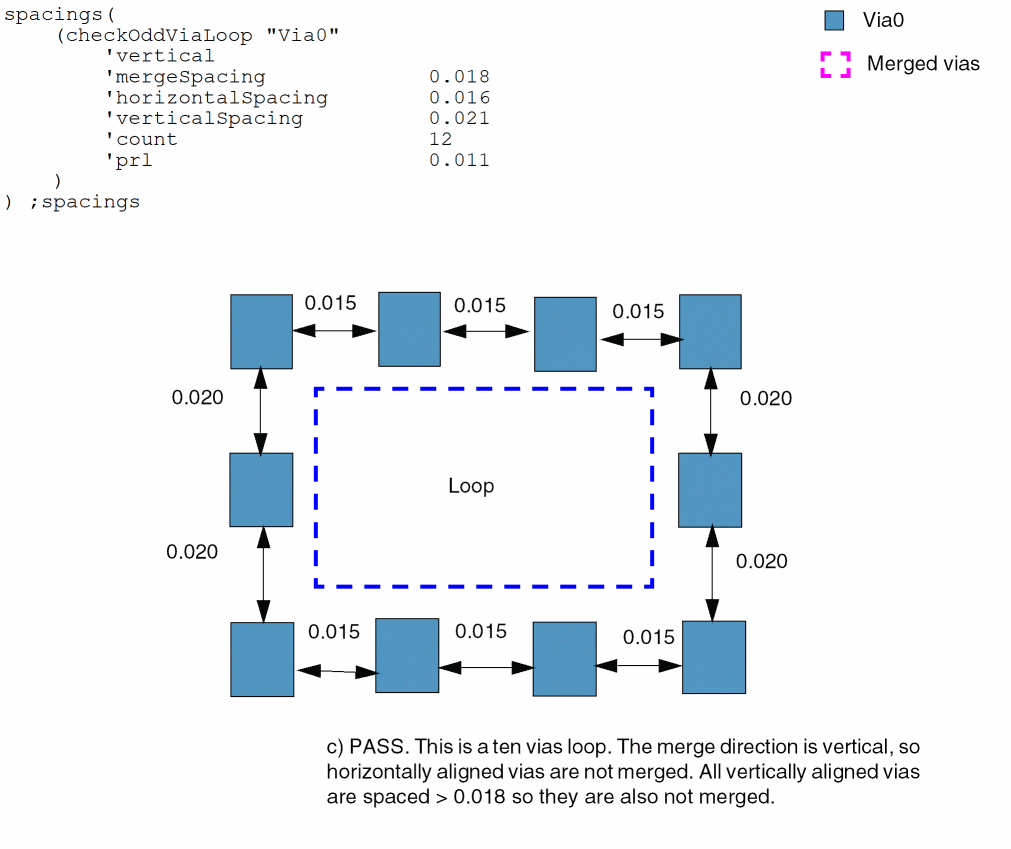 spacings(
(checkOddViaLoop "Via0"
'vertical
'mergeSpacing 0.018
'horizontalSpacing 0.016
'verticalSpacing 0.021
'count 12
'prl 0.011
)
) ;spacings
Via0
Merged vias
0.015 0.015 0.015
0.020 0.020
Loop
0.020 0.020
0.015 0.015 0.015
c) PASS. This is a ten vias loop. The merge direction is vertical, so
horizontally aligned vias are not merged. All vertically aligned vias
are spaced > 0.018 so they are also not merged.